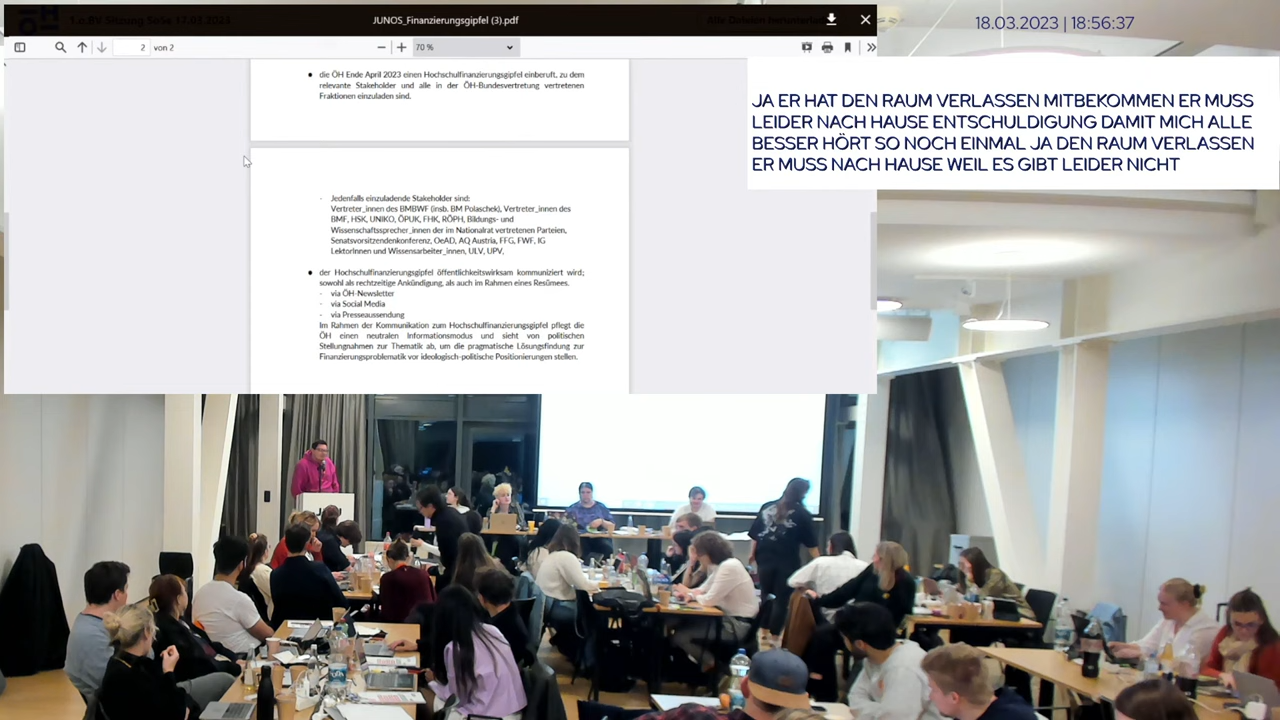 1.o.BV Sitzung SoSe 17.03.2023
JUNOS_Finanzierungsgipfel (3).pdf
18.03.2023 | 18:56:37
2 von 2
70 %
die ÖH Ende April 2023 einen Hochschulfinanzierungsgipfel einberuft, zu dem
relevante Stakeholder und alle in der ÖH-Bundesvertretung vertretenen
Fraktionen einzuladen sind.
JA ER HAT DEN RAUM VERLASSEN MITBEKOMMEN ER MUSS
LEIDER NACH HAUSE ENTSCHULDIGUNG DAMIT MICH ALLE
BESSER HÖRT SO NOCH EINMAL JA DEN RAUM VERLASSEN
ER MUSS NACH HAUSE WEIL ES GIBT LEIDER NICHT
- Jedenfalls einzuladende Stakeholder sind:
Vertreter_innen des BMBWF (insb. BM Polaschek), Vertreter_innen des
BMF, HSK, UNIKO, ÖPUK, FHK, RÖPH, Bildungs- und
Wissenschaftssprecher_innen der im Nationalrat vertretenen Parteien,
Senatsvorsitzendenkonferenz, OeAD, AQ Austria, FFG, FWF, IG
LektorInnen und Wissensarbeiter_innen, ULV, UPV,
der Hochschulfinanzierungsgipfel öffentlichkeitswirksam kommuniziert wird;
sowohl als rechtzeitige Ankündigung, als auch im Rahmen eines Resümees.
- via ÖH-Newsletter
- via Social Media
- via Presseaussendung
Im Rahmen der Kommunikation zum Hochschulfinanzierungsgipfel pflegt die
ÖH einen neutralen Informationsmodus und sieht von politischen
Stellungnahmen zur Thematik ab, um die pragmatische Lösungsfindung zur
Finanzierungsproblematik vor ideologisch-politische Positionierungen stellen.